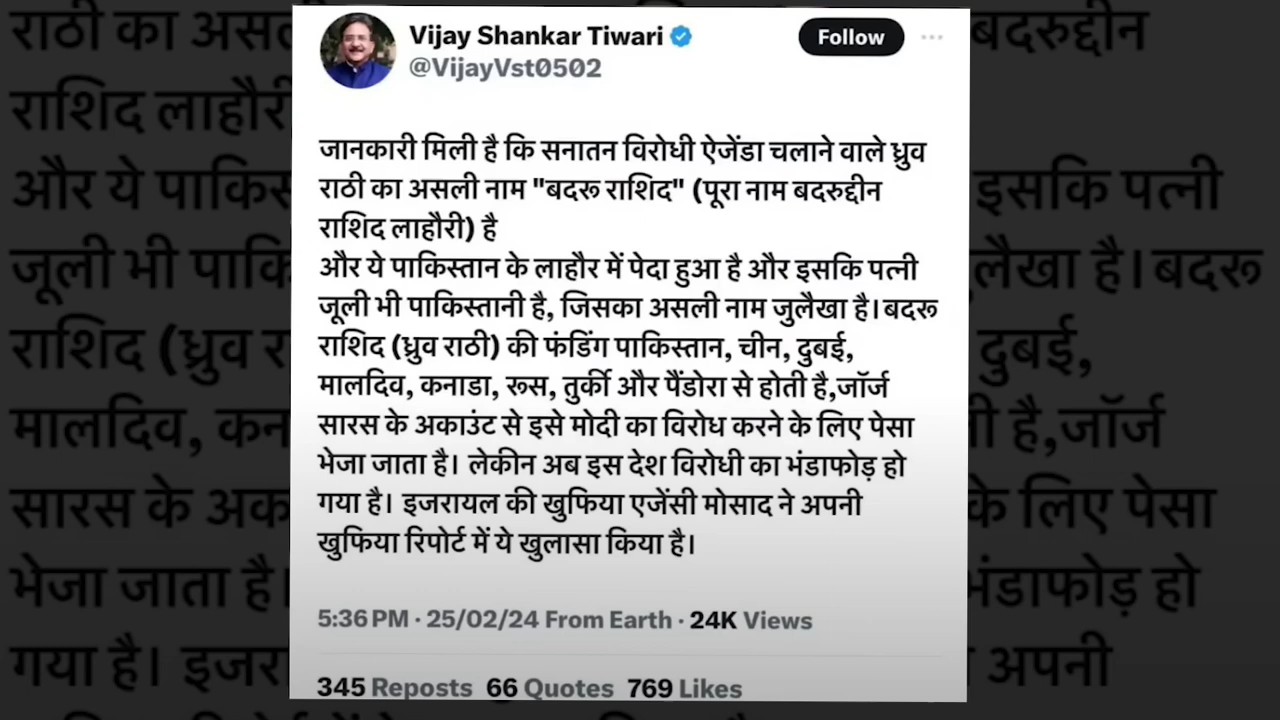 Vijay Shankar Tiwari
@VijayVst0502
Follow
जानकारी मिली है कि सनातन विरोधी ऐजेंडा चलाने वाले ध्रुव
राठी का असली नाम "बदरू राशिद" (पूरा नाम बदरुद्दीन
राशिद लाहौरी) है
और ये पाकिस्तान के लाहौर में पेदा हुआ है और इसकि पत्नी
जूली भी पाकिस्तानी है, जिसका असली नाम जुलैखा है। बदरू
राशिद (ध्रुव राठी) की फंडिंग पाकिस्तान, चीन, दुबई,
मालदिव, कनाडा, रूस, तुर्की और पैंडोरा से होती है,जॉर्ज
सारस के अकाउंट से इसे मोदी का विरोध करने के लिए पेसा
भेजा जाता है। लेकीन अब इस देश विरोधी का भंडाफोड़ हो
गया है। इजरायल की खुफिया एजेंसी मोसाद ने अपनी
खुफिया रिपोर्ट में ये खुलासा किया है।
5:36 PM · 25/02/24 From Earth · 24K Views
345 Reposts 66 Quotes 769 Likes